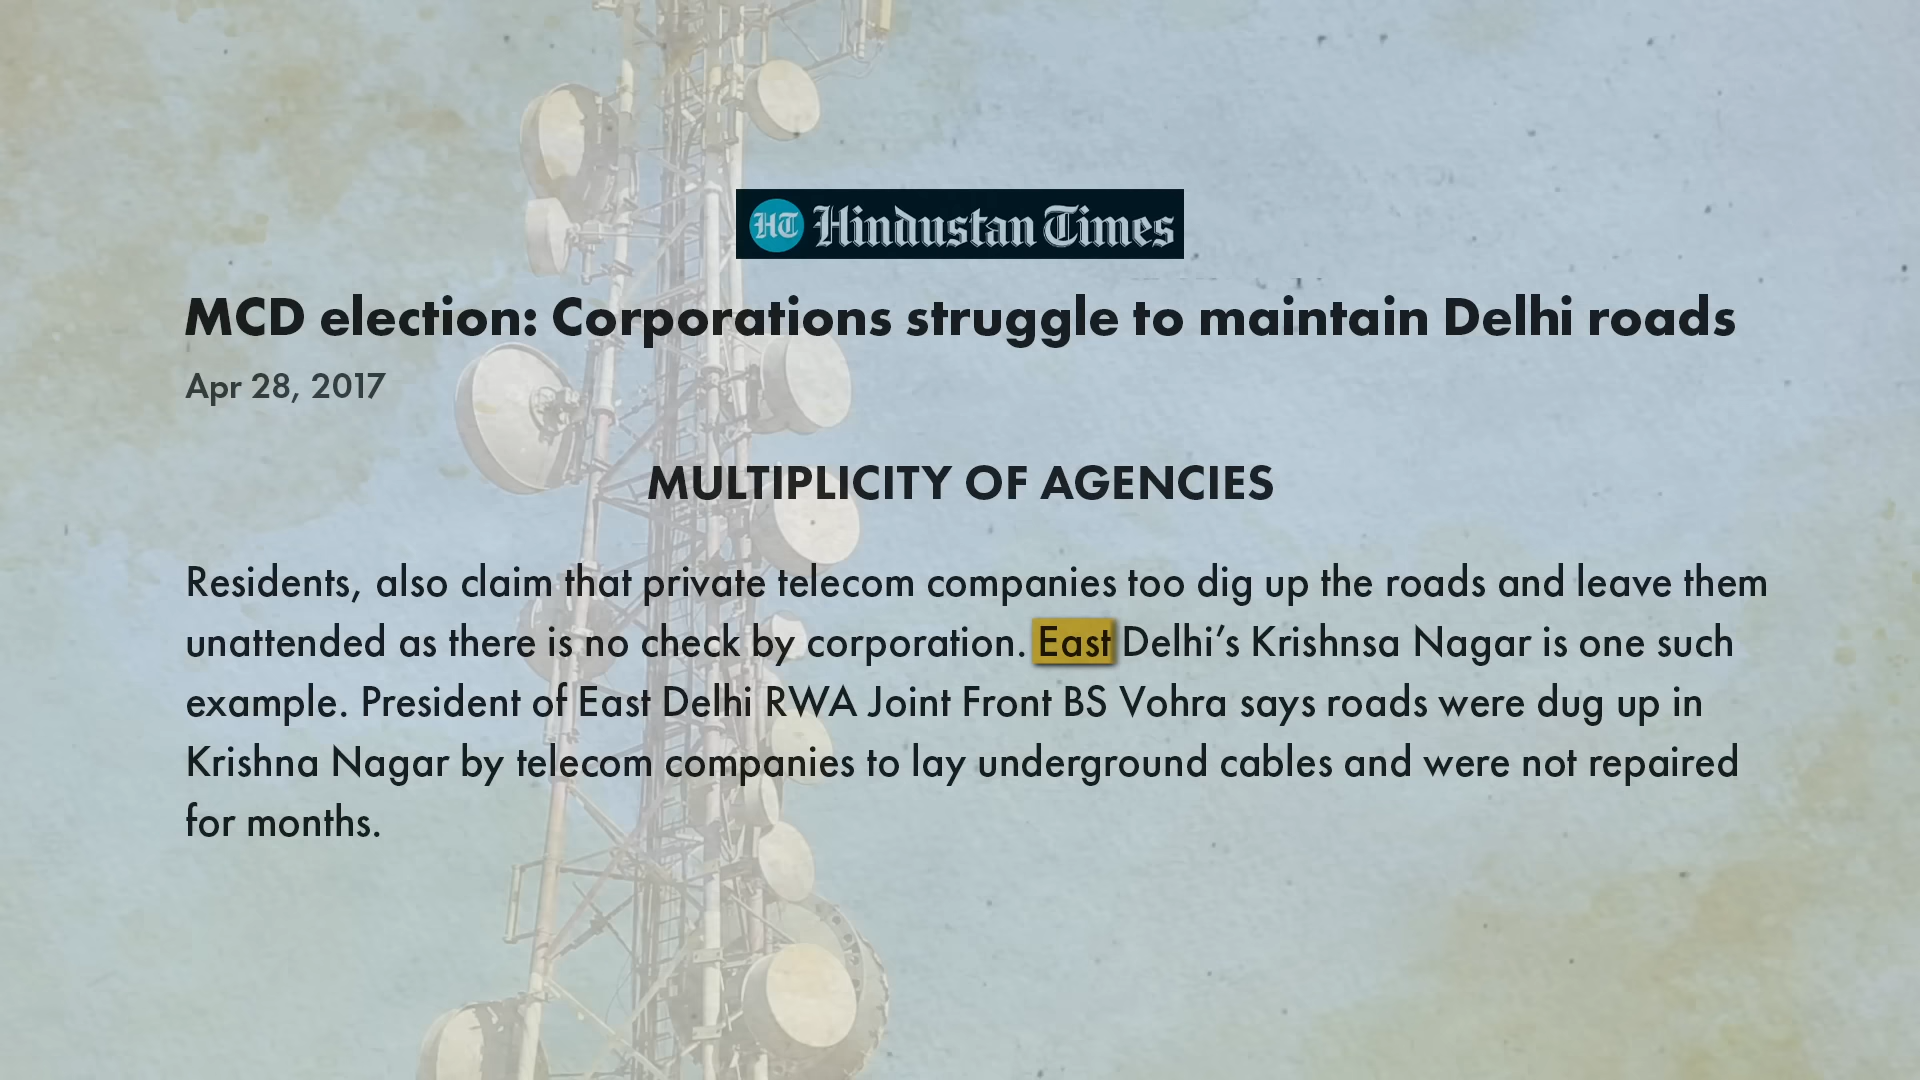 HT Hindustan Times
MCD election: Corporations struggle to maintain Delhi roads
Apr 28, 2017
MULTIPLICITY OF AGENCIES
Residents, also claim that private telecom companies too dig up the roads and leave them
unattended as there is no check by corporation. East Delhi’s Krishnsa Nagar is one such
example. President of East Delhi RWA Joint Front BS Vohra says roads were dug up in
Krishna Nagar by telecom companies to lay underground cables and were not repaired
for months.